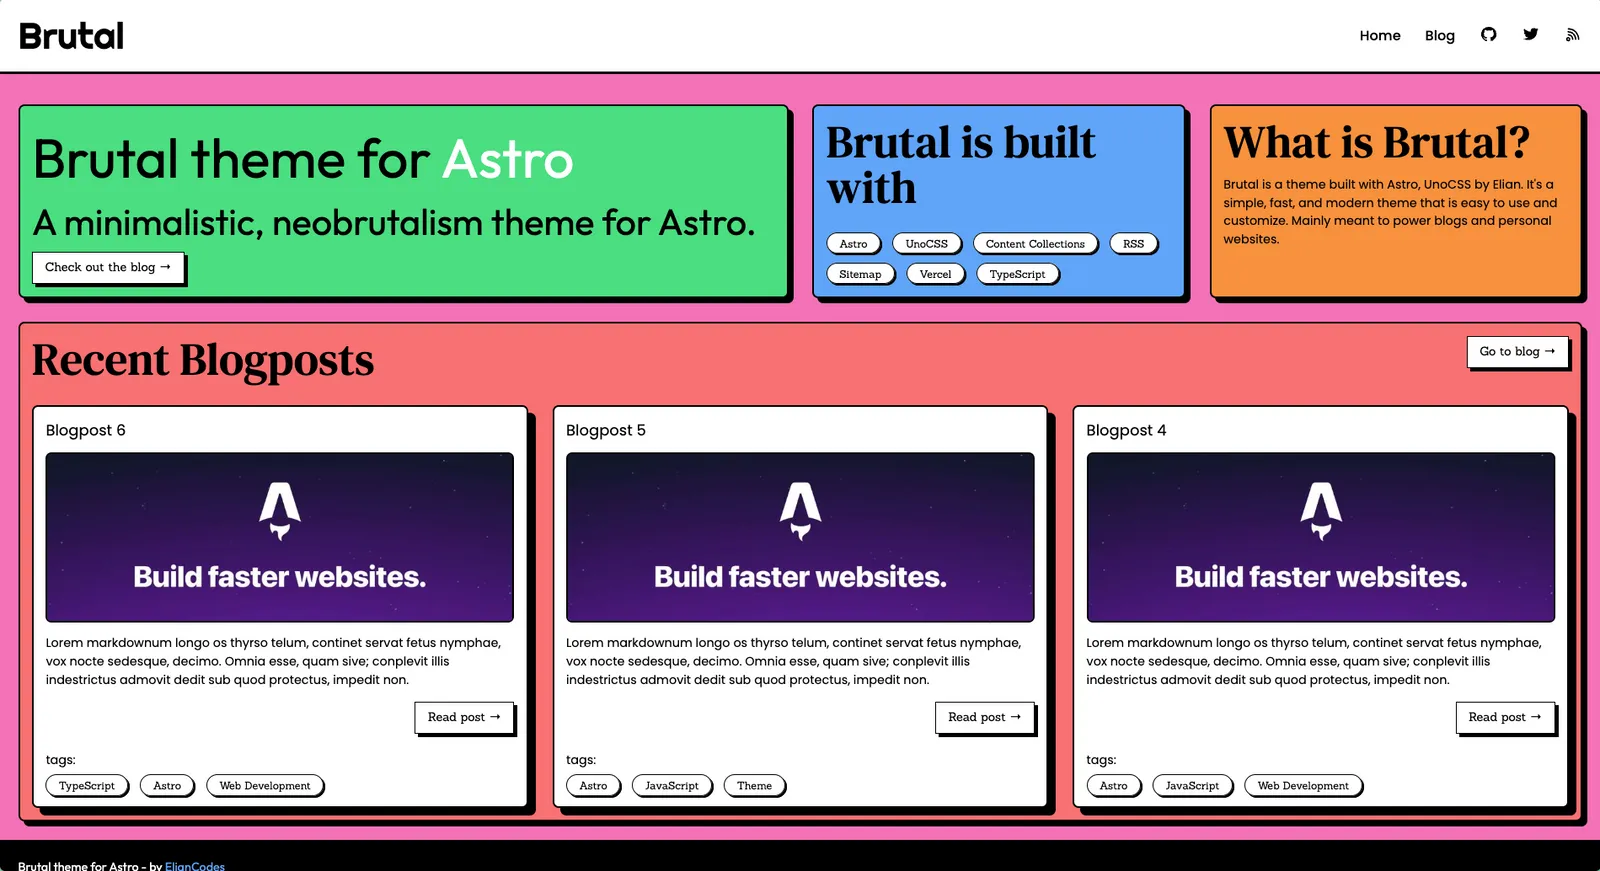 Brutal
Home Blog
Brutal theme for Astro
A minimalistic, neobrutalism theme for Astro.
Check out the blog →
Brutal is built
with
Astro UnoCSS Content Collections RSS
Sitemap Vercel TypeScript
What is Brutal?
Brutal is a theme built with Astro, UnoCSS by Elian. It's a
simple, fast, and modern theme that is easy to use and
customize. Mainly meant to power blogs and personal
websites.
Recent Blogposts
Go to blog →
Blogpost 6
Build faster websites.
Lorem markdownum longo os thyrso telum, continet servat fetus nymphae,
vox nocte sedesque, decimo. Omnia esse, quam sive; conplevit illis
indestrictus admovit dedit sub quod protectus, impedit non.
Read post →
tags:
TypeScript Astro Web Development
Blogpost 5
Build faster websites.
Lorem markdownum longo os thyrso telum, continet servat fetus nymphae,
vox nocte sedesque, decimo. Omnia esse, quam sive; conplevit illis
indestrictus admovit dedit sub quod protectus, impedit non.
Read post →
tags:
Astro JavaScript Theme
Blogpost 4
Build faster websites.
Lorem markdownum longo os thyrso telum, continet servat fetus nymphae,
vox nocte sedesque, decimo. Omnia esse, quam sive; conplevit illis
indestrictus admovit dedit sub quod protectus, impedit non.
Read post →
tags:
Astro JavaScript Web Development
Brutal theme for Astro - by ElianCodes